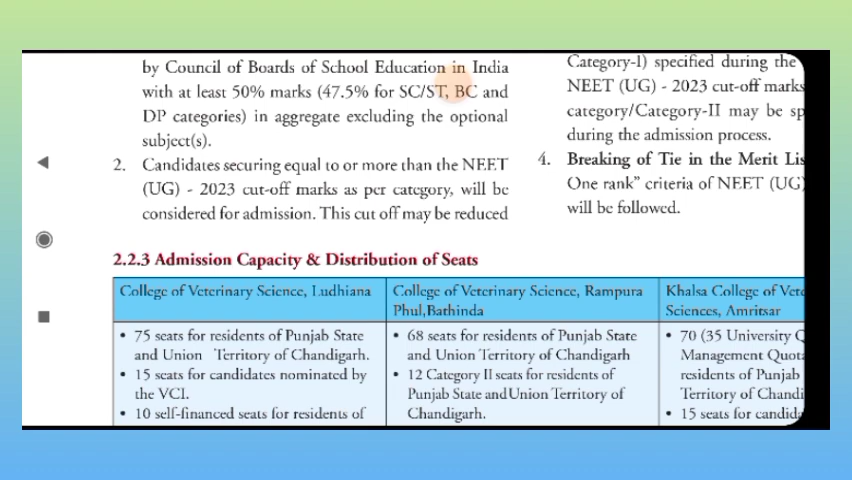 by Council of Boards of School Education in India
with at least 50% marks (47.5% for SC/ST, BC and
DP categories) in aggregate excluding the optional
subject(s).
2. Candidates securing equal to or more than the NEET
(UG) - 2023 cut-off marks as per category, will be
considered for admission. This cut off may be reduced
Category-I) specified during the
NEET (UG) - 2023 cut-off marks
category/Category-II may be sp
during the admission process.
4. Breaking of Tie in the Merit Lis
One rank” criteria of NEET (UG)
will be followed.
2.2.3 Admission Capacity & Distribution of Seats
College of Veterinary Science, Ludhiana
• 75 seats for residents of Punjab State
and Union Territory of Chandigarh.
• 15 seats for candidates nominated by
the VCI.
• 10 self-financed seats for residents of
College of Veterinary Science, Rampura
Phul,Bathinda
• 68 seats for residents of Punjab State
and Union Territory of Chandigarh
• 12 Category II seats for residents of
Punjab State and Union Territory of
Chandigarh.
Khalsa College of Vete
Sciences, Amritsar
• 70 (35 University Q
Management Quota
residents of Punjab
Territory of Chandi
• 15 seats for candida